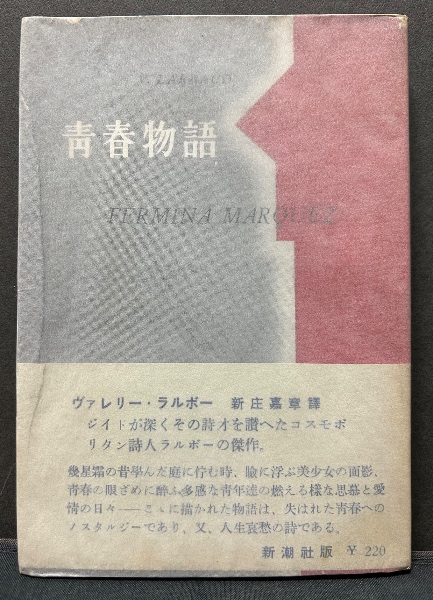 V. LARBAUD
青春物語
FERMINA MARQUEZ
ヴァレリー・ラルボー 新庄嘉章譯
ジイドが深くその詩才を讃へたコスモポ
リタン詩人ラルボーの傑作。
幾星霜の昔學んだ庭に佇む時、瞼に浮ぶ美少女の面影、
青春の眼ざめに醉ふ多感な青年達の燃える樣な思慕と愛
情の日々――こゝに描かれた物語は、失はれた青春への
ノスタルジーであり、又、人生哀愁の詩である。
新潮社版 ¥ 220